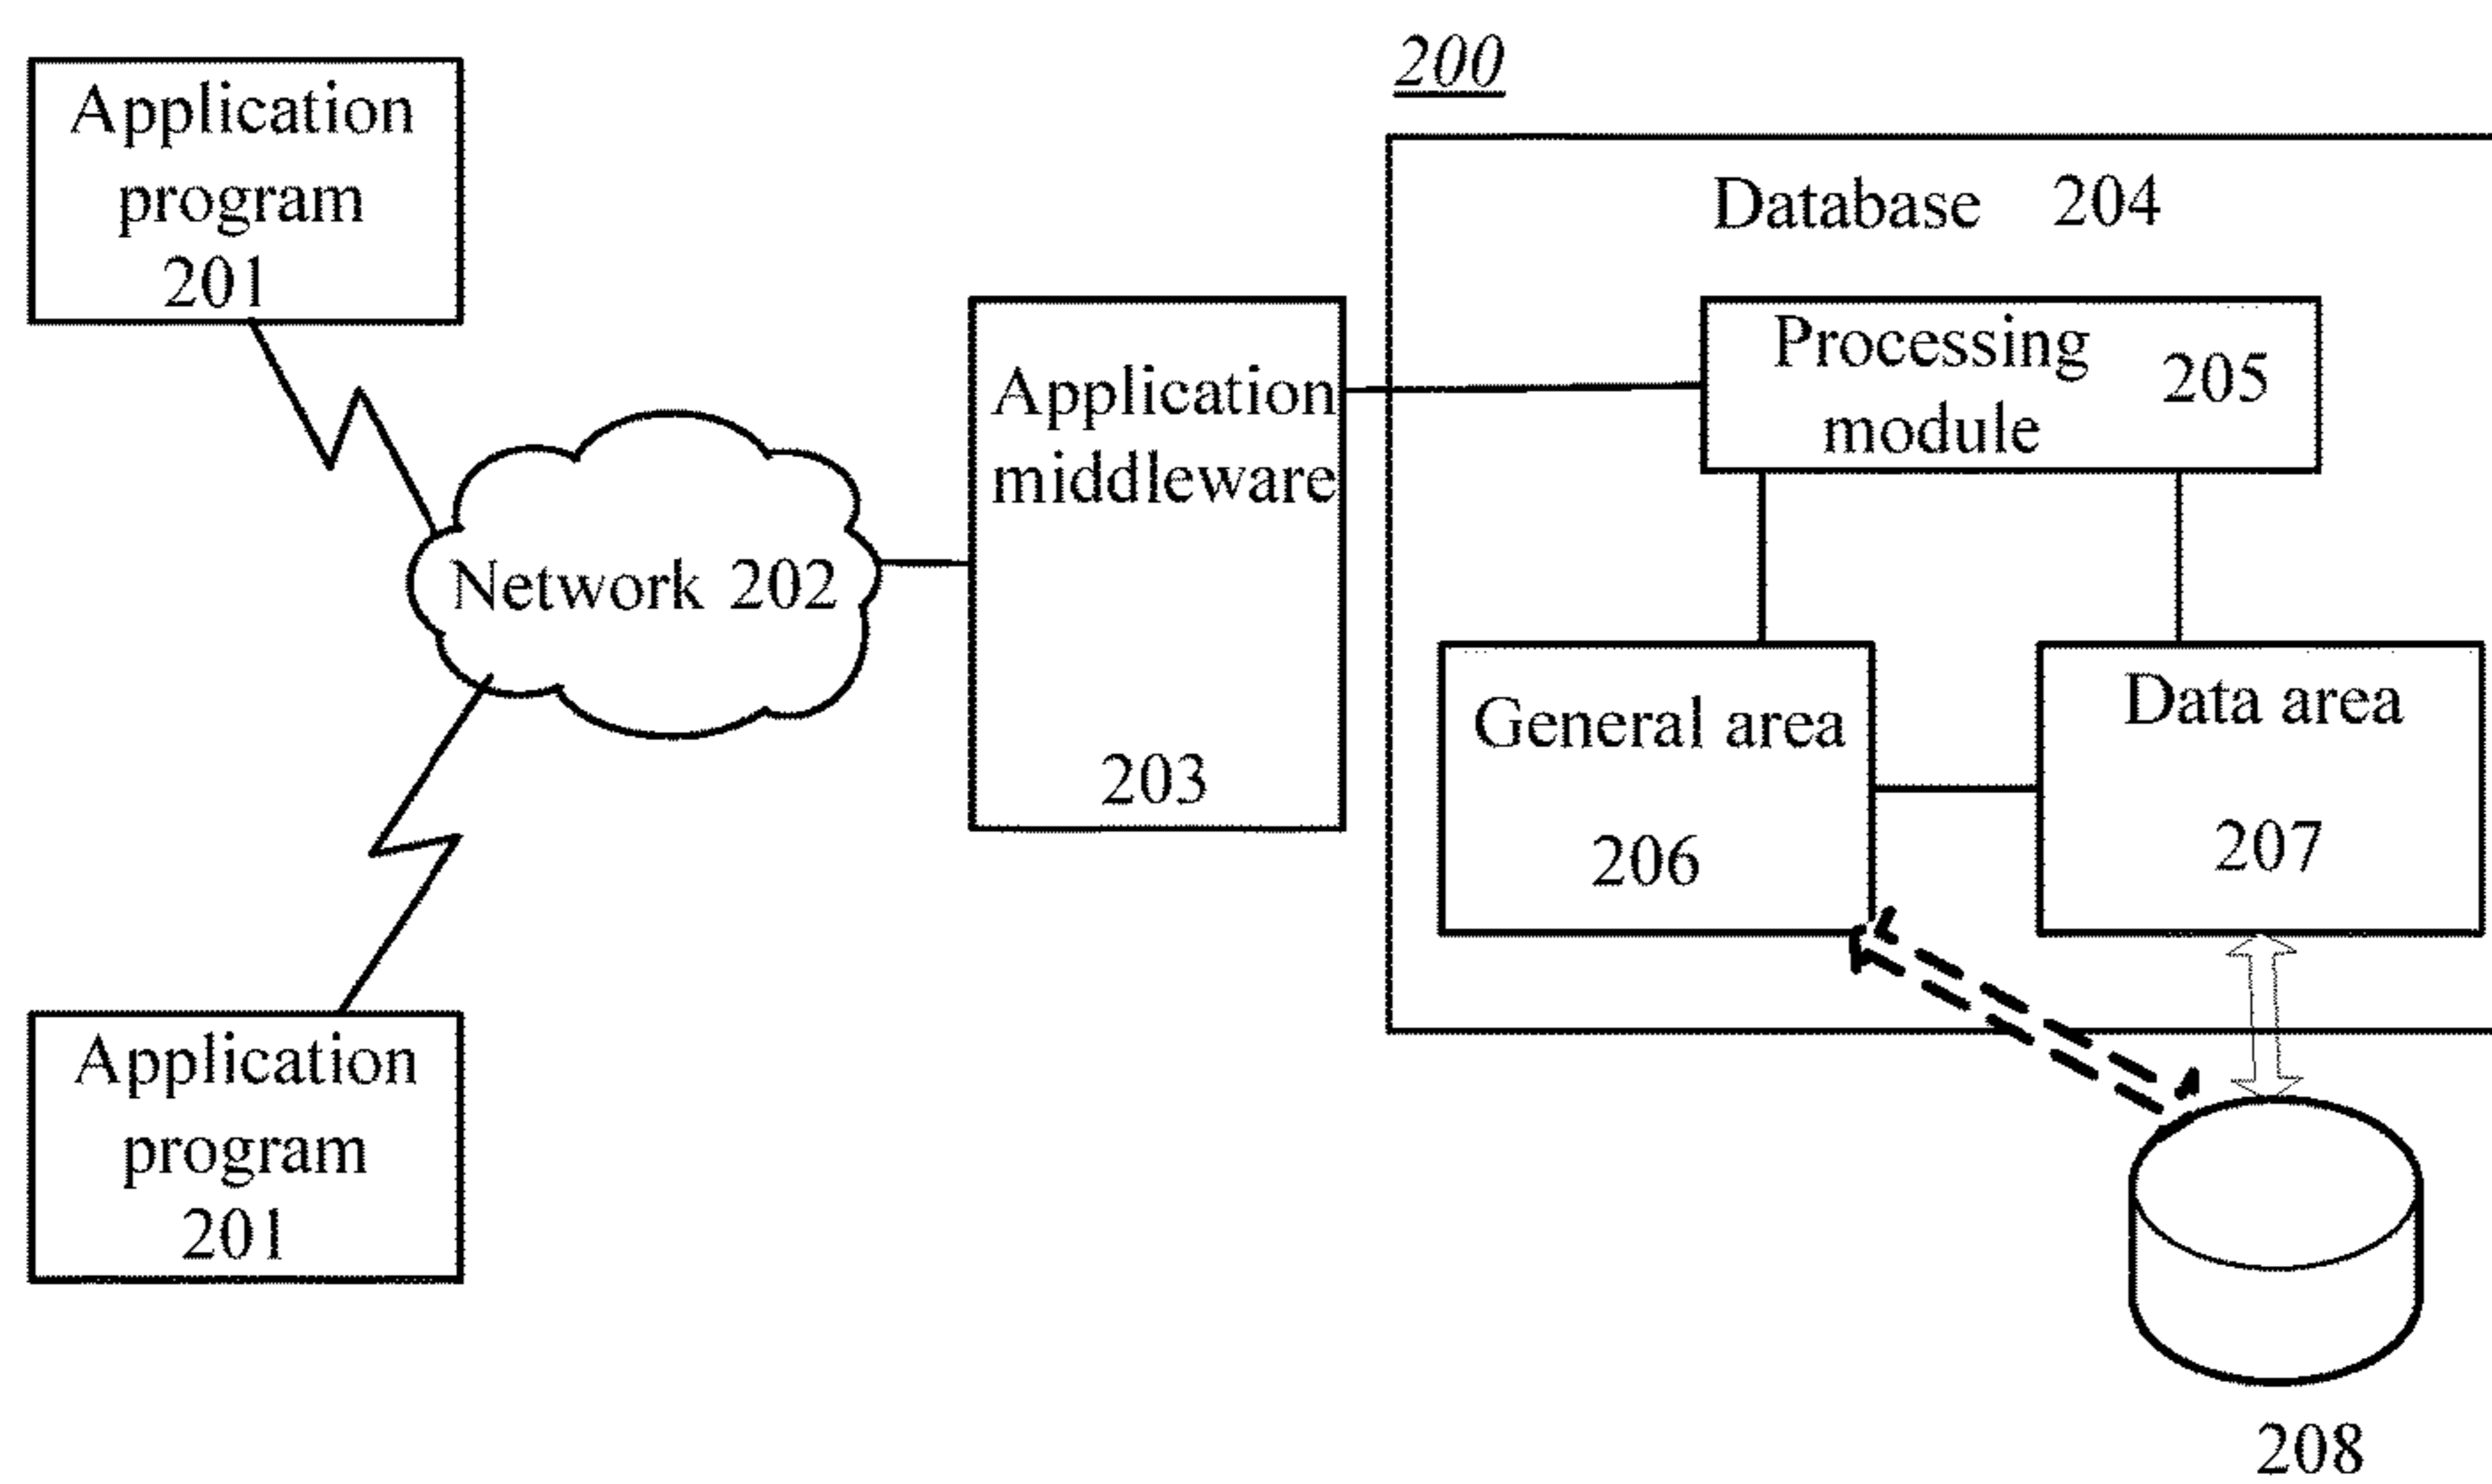 200
Application
program
201
Network 202
Application
middleware
203
Database 204
Processing
module
205
General area
206
Data area
207
Application
program
201
208